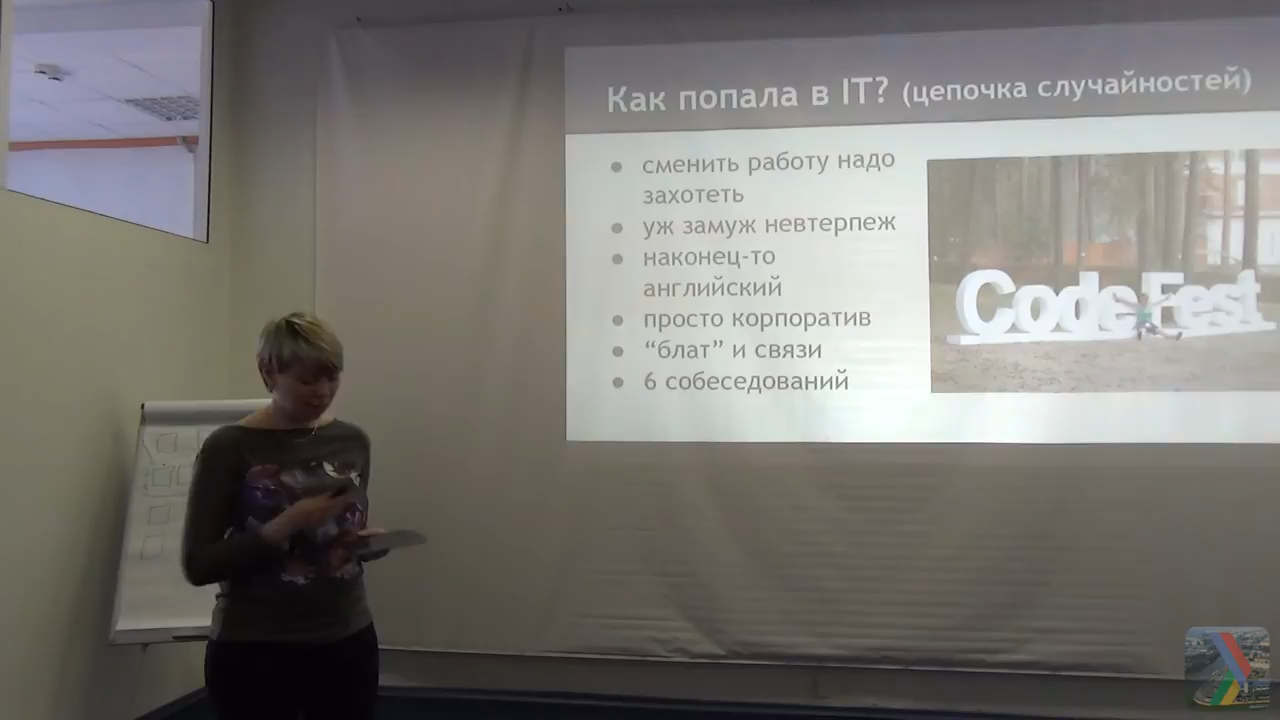 Как попала в IT? (цепочка случайностей)
● сменить работу надо
захотеть
● уж замуж невтерпеж
● наконец-то
английский
● просто корпоратив
● “блат” и связи
● 6 собеседований
CodeFest